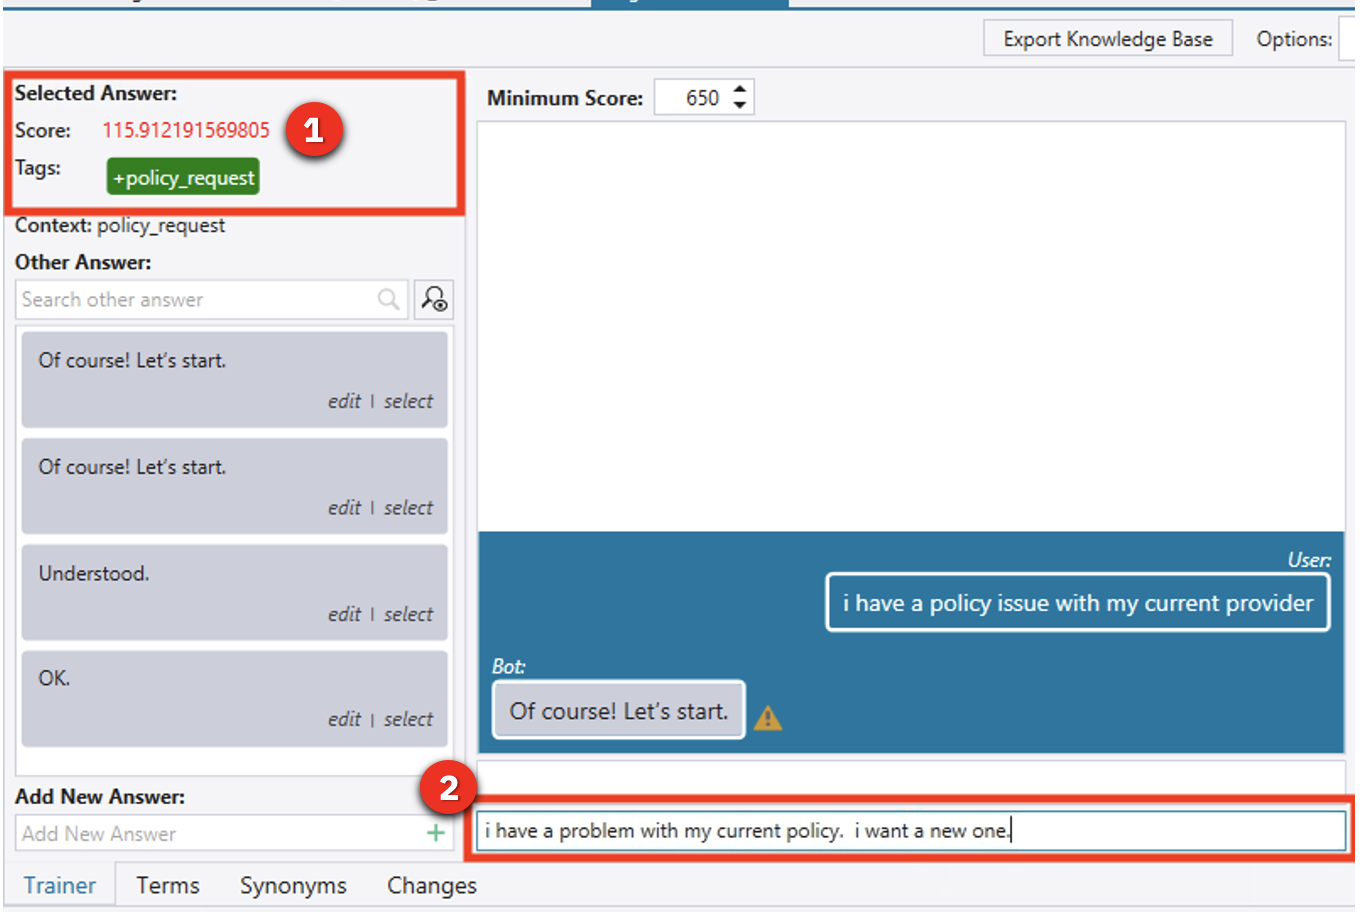 Export Knowledge Base Options:
Selected Answer:
Score: 115.912191569805
1
Tags: +policy_request
Context: policy_request
Other Answer:
Search other answer
Of course! Let's start.
edit | select
Of course! Let's start.
edit | select
Understood.
edit | select
OK.
edit | select
Add New Answer:
Add New Answer +
Minimum Score: 650
User:
i have a policy issue with my current provider
Bot:
Of course! Let's start.
2
i have a problem with my current policy.  i want a new one.
Trainer Terms Synonyms Changes